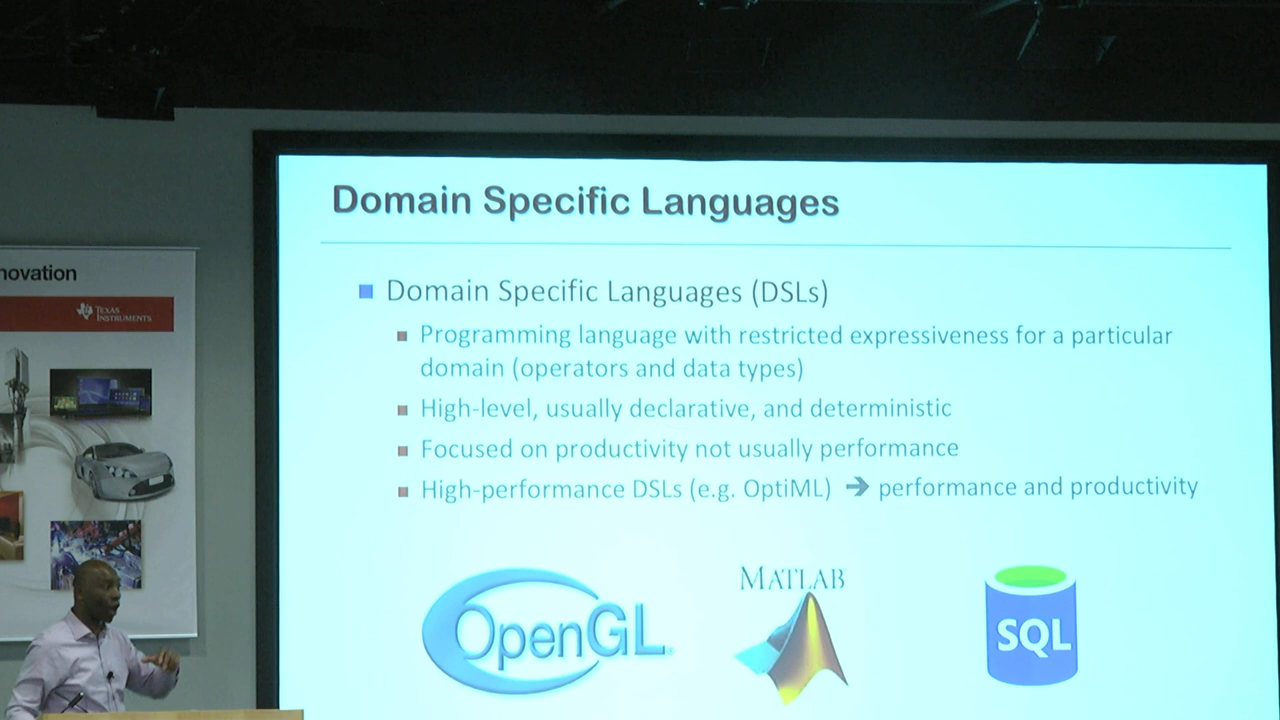 Domain Specific Languages
Domain Specific Languages (DSLs)
Programming language with restricted expressiveness for a particular
domain (operators and data types)
High-level, usually declarative, and deterministic
Focused on productivity not usually performance
High-performance DSLs (e.g. OptiML) → performance and productivity
OpenGL
MATLAB
SQL
novation
TEXAS
INSTRUMENTS